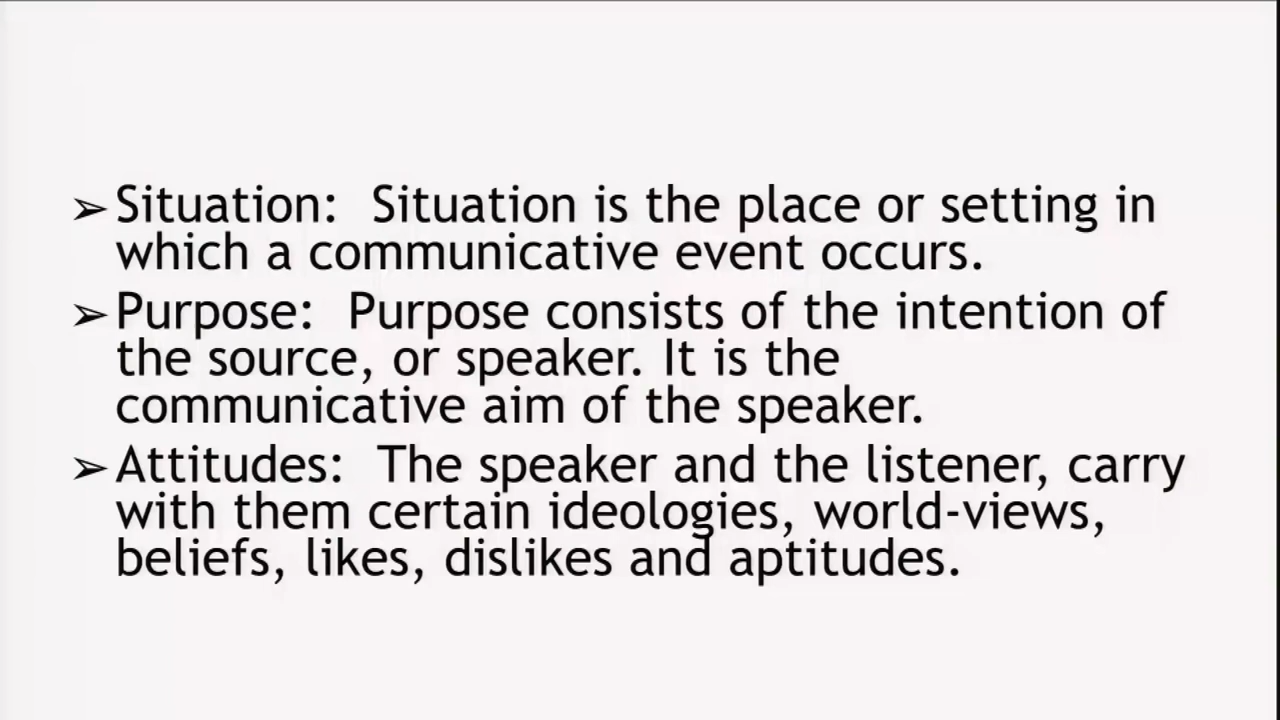 ➢ Situation:  Situation is the place or setting in
which a communicative event occurs.
➢ Purpose:  Purpose consists of the intention of
the source, or speaker. It is the
communicative aim of the speaker.
➢ Attitudes:  The speaker and the listener, carry
with them certain ideologies, world-views,
beliefs, likes, dislikes and aptitudes.